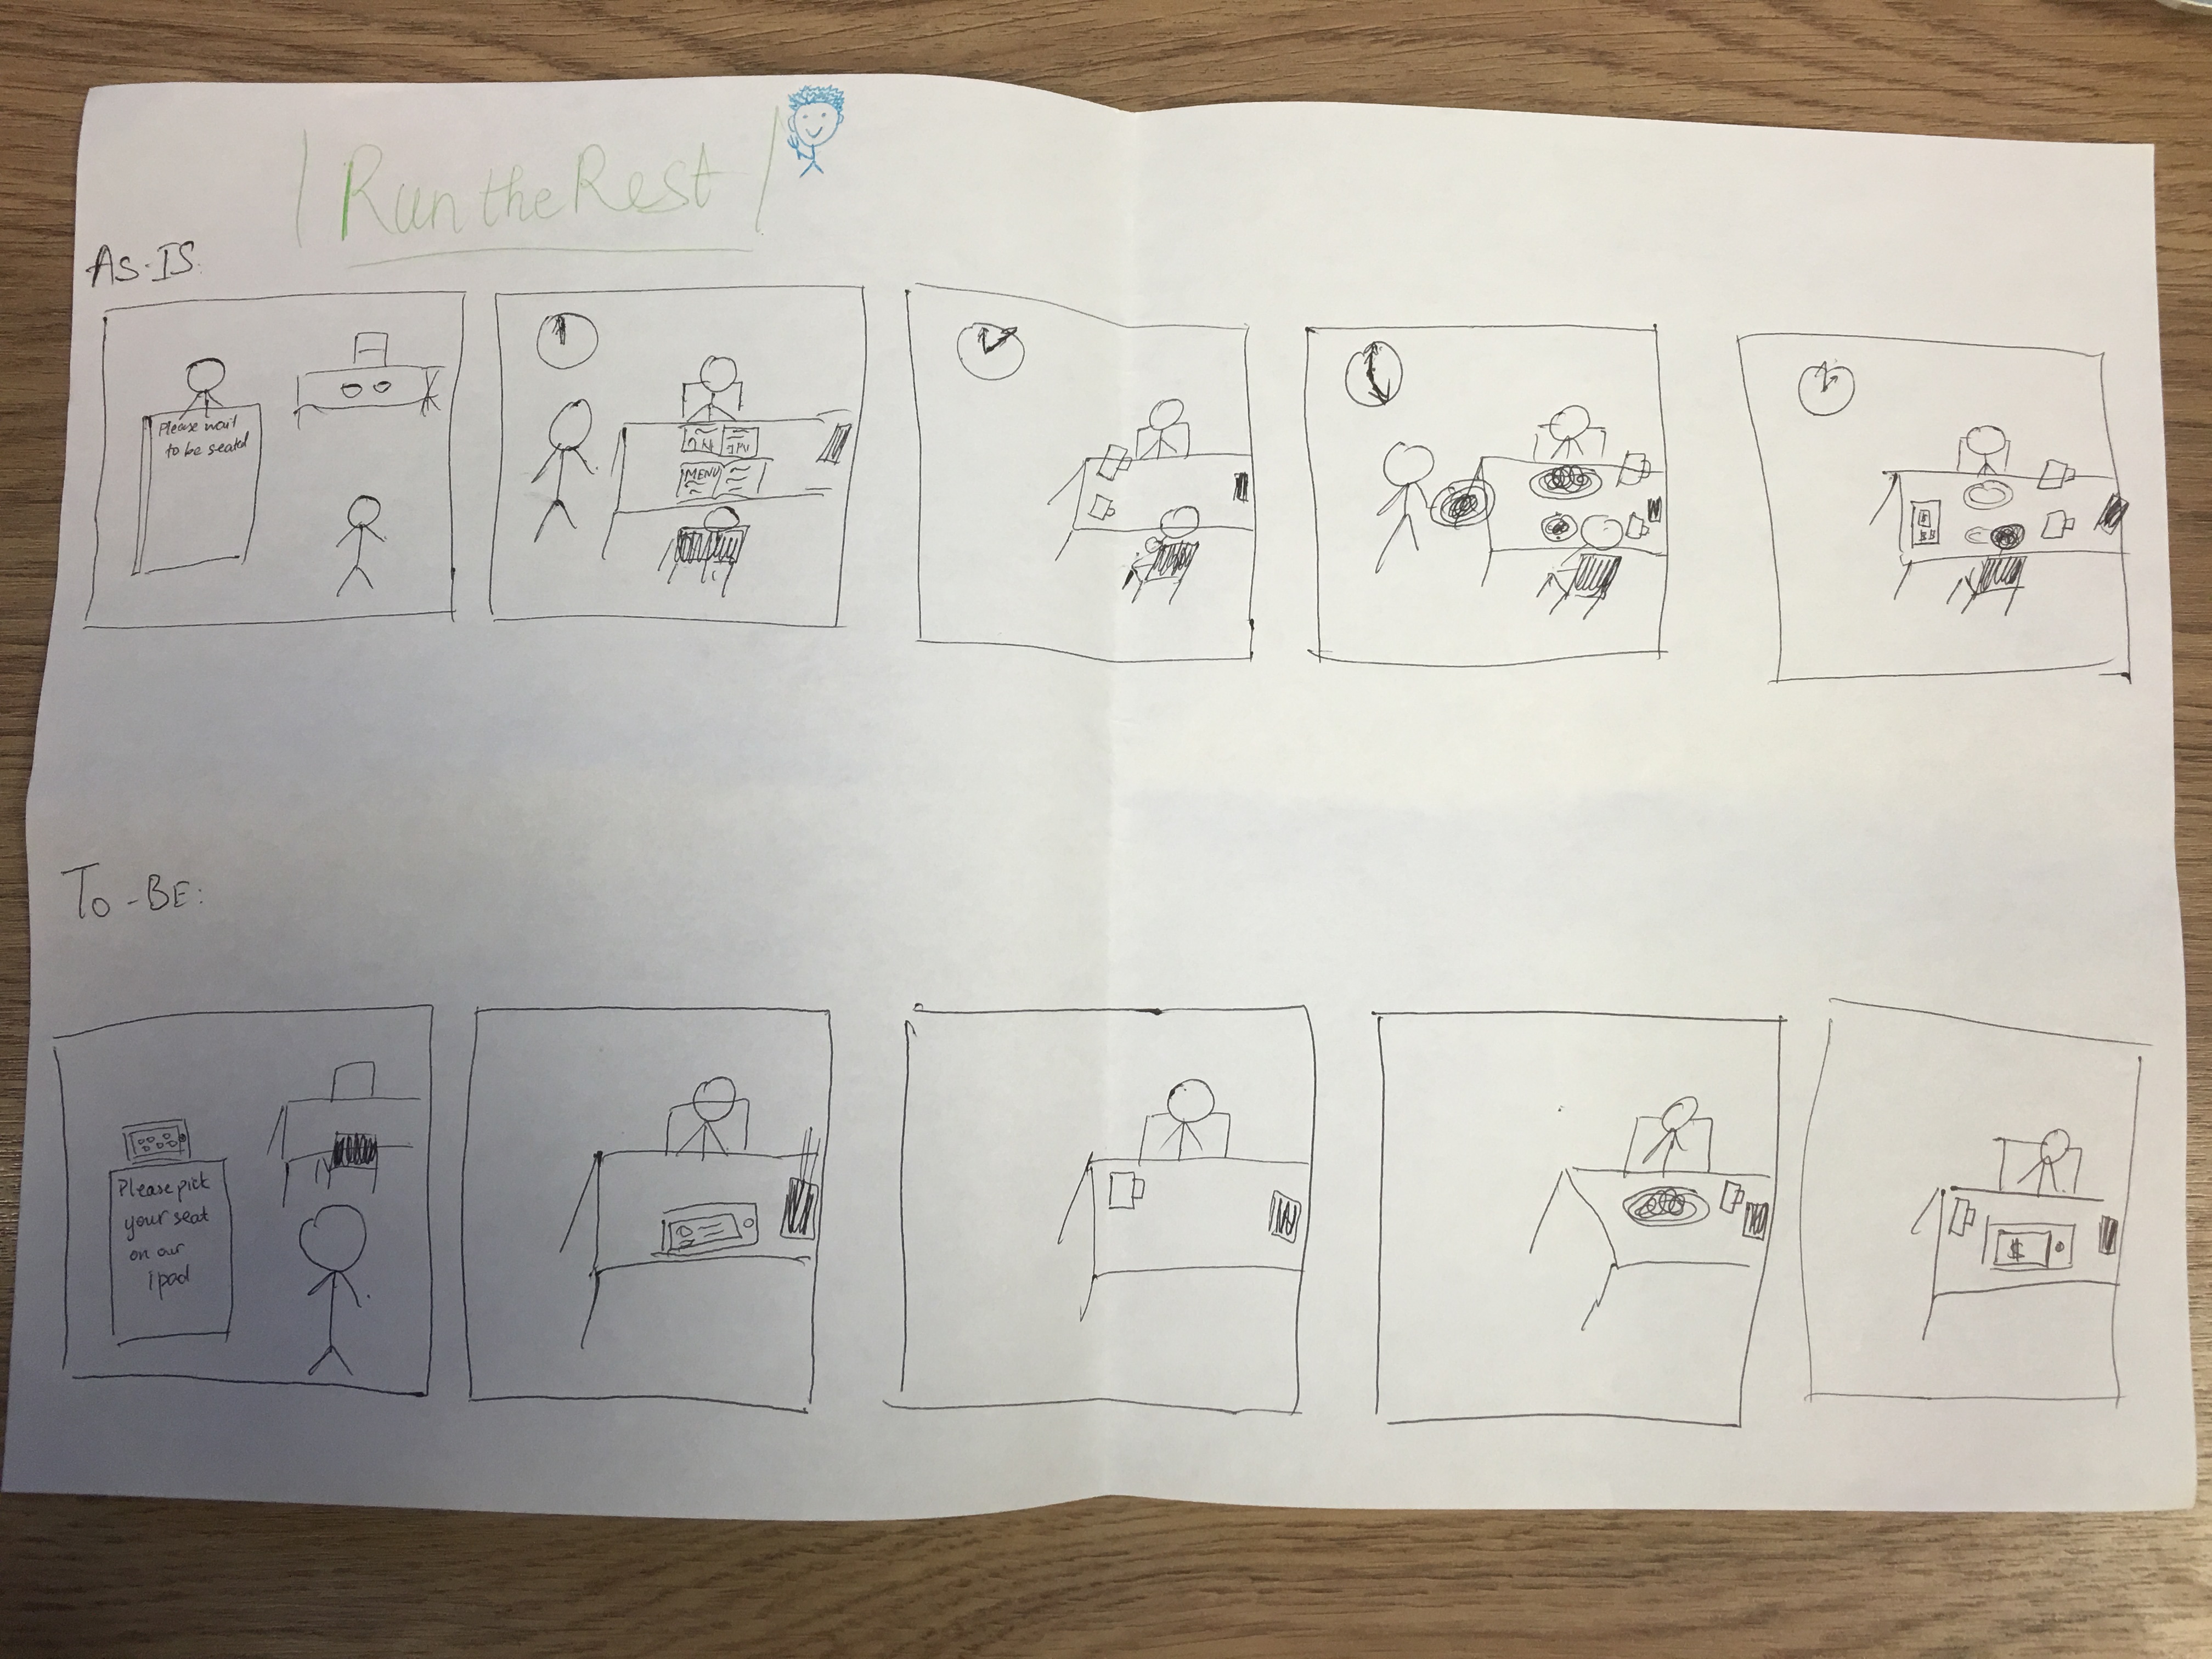 / Run the Rest /
AS-IS:
Please wait
to be seated
MENU
TO-BE:
Please pick
your seat
on our
ipad
$